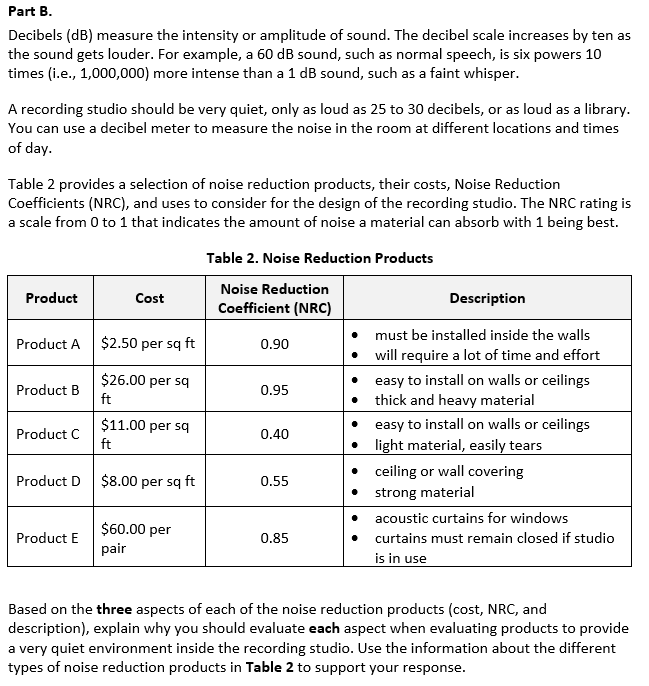 Part B.
Decibels (dB) measure the intensity or amplitude of sound. The decibel scale increases by ten as
the sound gets louder. For example, a 60 dB sound, such as normal speech, is six powers 10
times (i.e., 1,000,000) more intense than a 1 dB sound, such as a faint whisper.
A recording studio should be very quiet, only as loud as 25 to 30 decibels, or as loud as a library.
You can use a decibel meter to measure the noise in the room at different locations and times
of day.
Table 2 provides a selection of noise reduction products, their costs, Noise Reduction
Coefficients (NRC), and uses to consider for the design of the recording studio. The NRC rating is
a scale from 0 to 1 that indicates the amount of noise a material can absorb with 1 being best.
Table 2. Noise Reduction Products
Product Cost Noise Reduction Description
Coefficient (NRC)
Product A $2.50 per sq ft 0.90 • must be installed inside the walls
• will require a lot of time and effort
Product B $26.00 per sq 0.95 • easy to install on walls or ceilings
ft • thick and heavy material
Product C $11.00 per sq 0.40 • easy to install on walls or ceilings
ft • light material, easily tears
Product D $8.00 per sq ft 0.55 • ceiling or wall covering
• strong material
Product E $60.00 per 0.85 • acoustic curtains for windows
pair • curtains must remain closed if studio
is in use
Based on the three aspects of each of the noise reduction products (cost, NRC, and
description), explain why you should evaluate each aspect when evaluating products to provide
a very quiet environment inside the recording studio. Use the information about the different
types of noise reduction products in Table 2 to support your response.